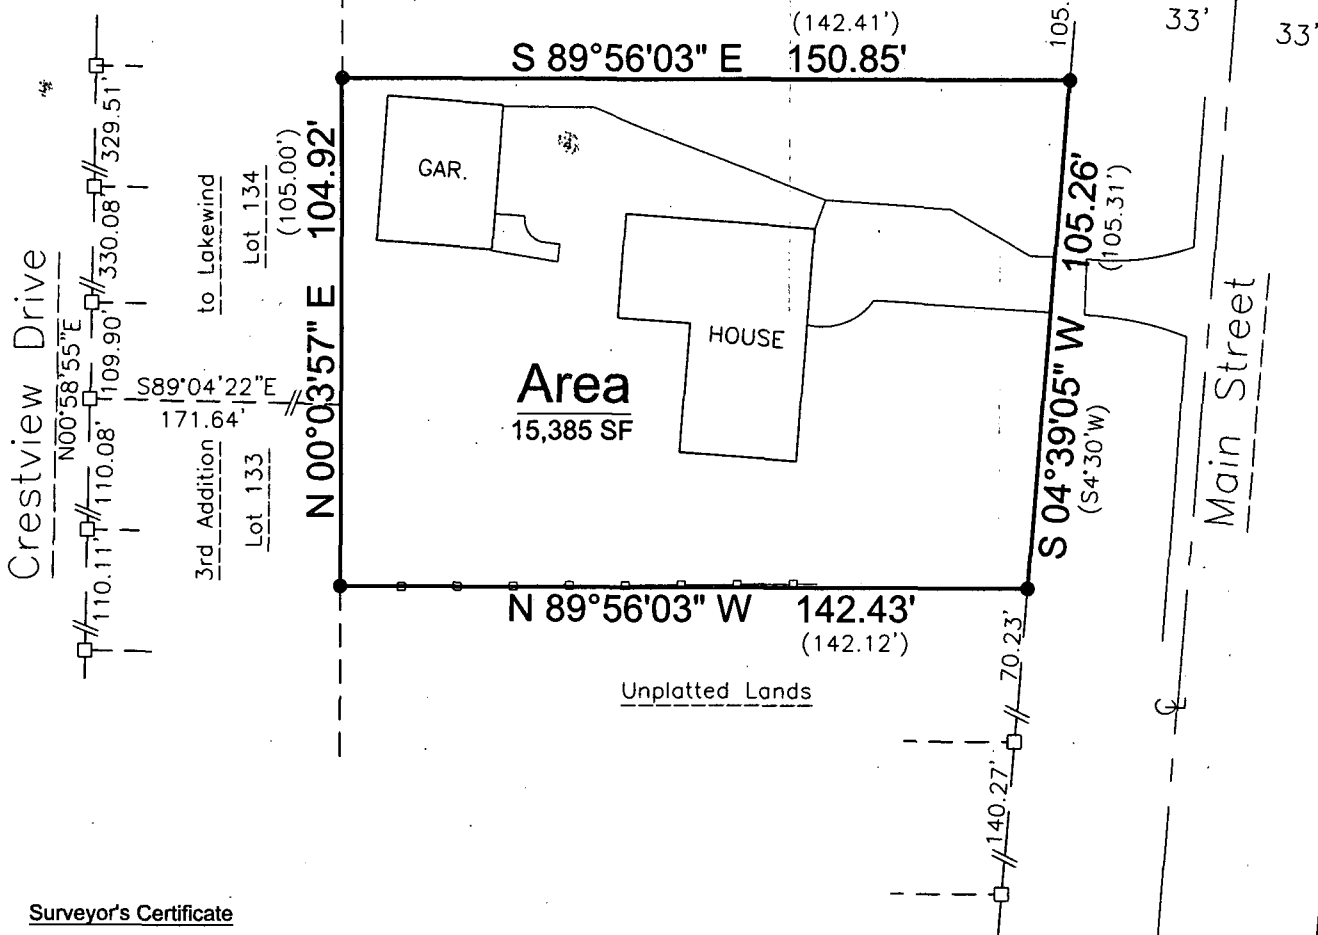 (142.41')
S 89°56'03" E 150.85'
105.
33'
33'
329.51'
330.08'
109.90'
110.08'
110.11'
Crestview Drive
N00°58'55"E
S89°04'22"E
171.64'
to Lakewind
3rd Addition
Lot 134
Lot 133
(105.00')
N 00°03'57" E 104.92'
GAR.
HOUSE
Area
15,385 SF
105.26'
(105.31')
S 04°39'05" W
(S4°30'W)
Main Street
N 89°56'03" W 142.43'
(142.12')
Unplatted Lands
70.23'
140.27'
CL
Surveyor's Certificate